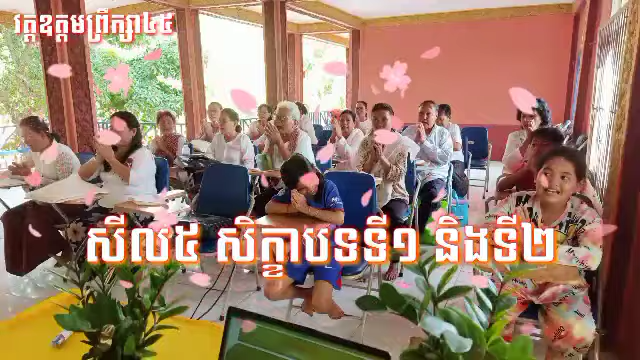 វត្តឧត្តមព្រឹក្សា៤៥
សីល៥ សិក្ខាបទទី១ និងទី២